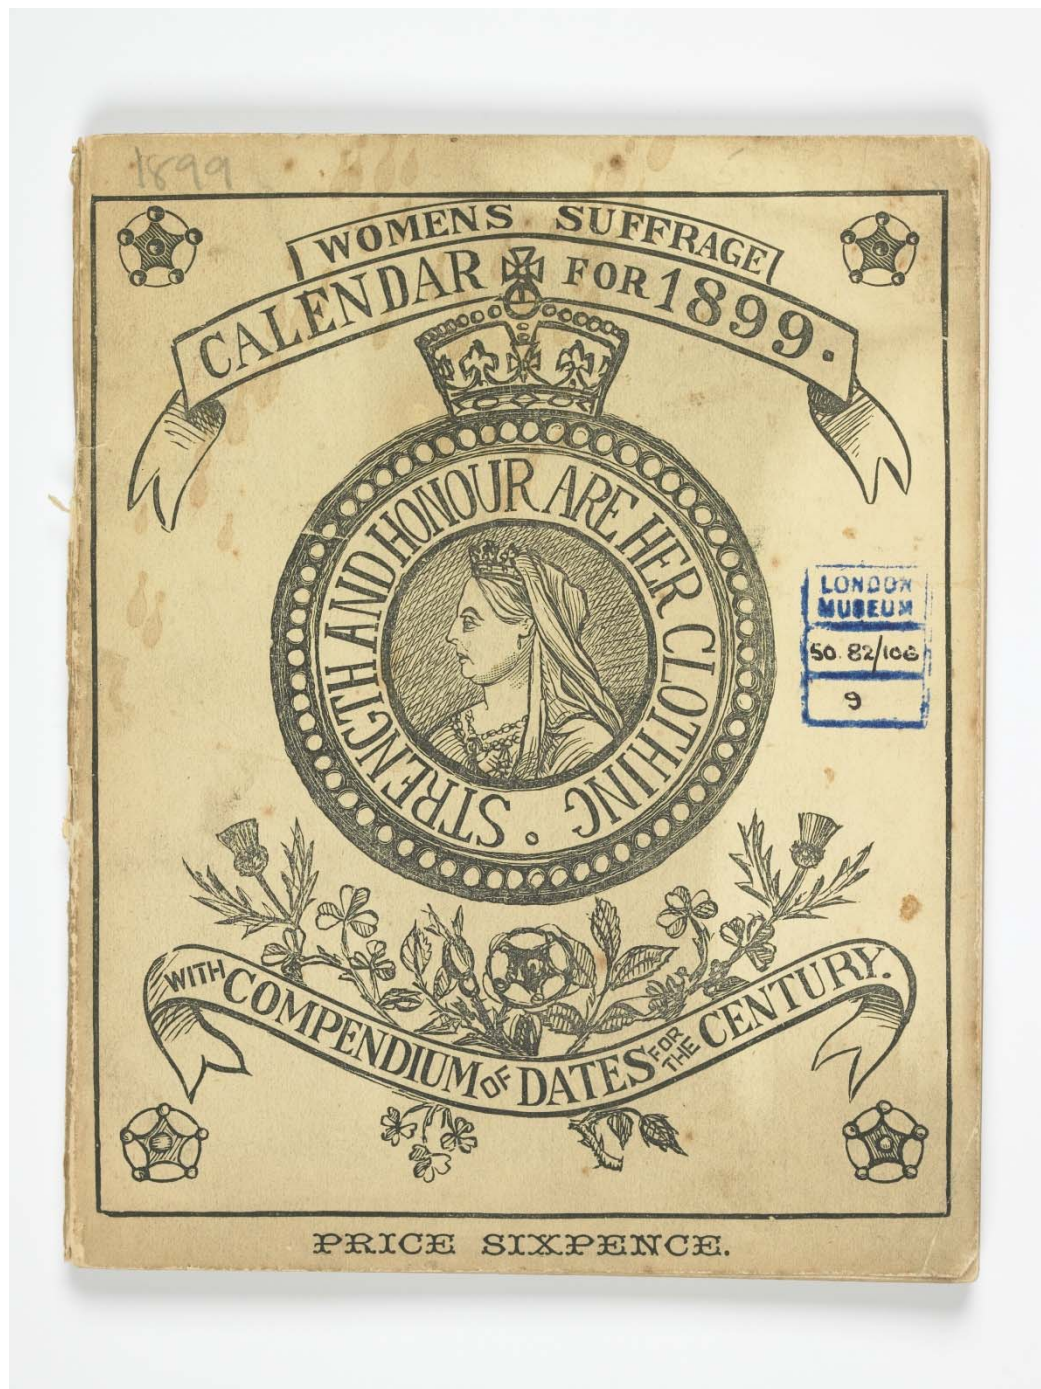 1899
WOMENS SUFFRAGE
CALENDAR FOR 1899.
STRENGTH AND HONOUR ARE HER CLOTHING.
LONDON
MUSEUM
50.82/106
9
WITH COMPENDIUM OF DATES FOR THE CENTURY.
PRICE SIXPENCE.